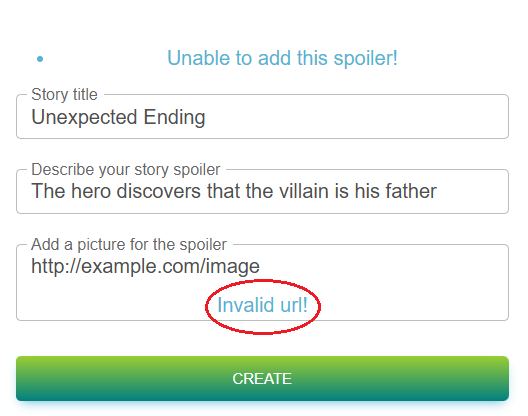 Unable to add this spoiler!
Story title
Unexpected Ending
Describe your story spoiler
The hero discovers that the villain is his father
Add a picture for the spoiler
http://example.com/image
Invalid url!
CREATE